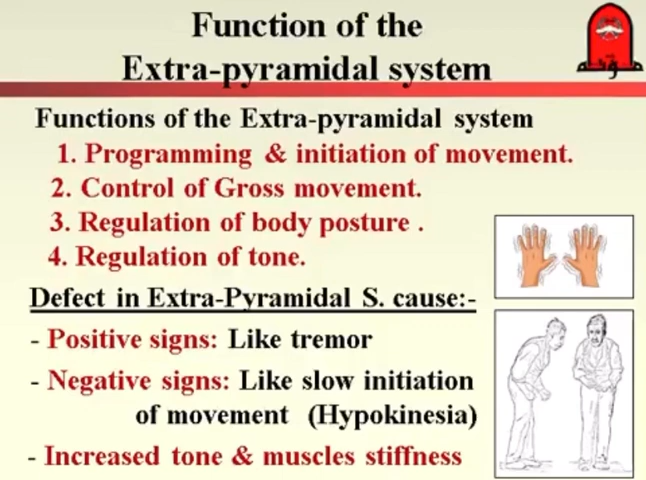 Function of the
Extra-pyramidal system
Functions of the Extra-pyramidal system
1. Programming & initiation of movement.
2. Control of Gross movement.
3. Regulation of body posture .
4. Regulation of tone.
Defect in Extra-Pyramidal S. cause:-
- Positive signs: Like tremor
- Negative signs: Like slow initiation
of movement (Hypokinesia)
- Increased tone & muscles stiffness